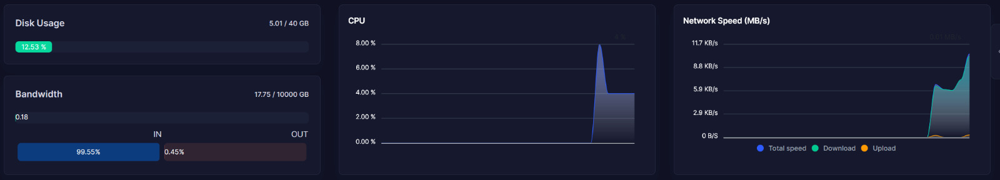 Disk Usage
5.01 / 40 GB
12.53 %
Bandwidth
17.75 / 10000 GB
0.18
IN
OUT
99.55%
0.45%
CPU
4 %
8.00 %
6.00 %
4.00 %
2.00 %
0.00 %
Network Speed (MB/s)
0.01 MB/s
11.7 KB/s
8.8 KB/s
5.9 KB/s
2.9 KB/s
0 B/S
Total speed
Download
Upload